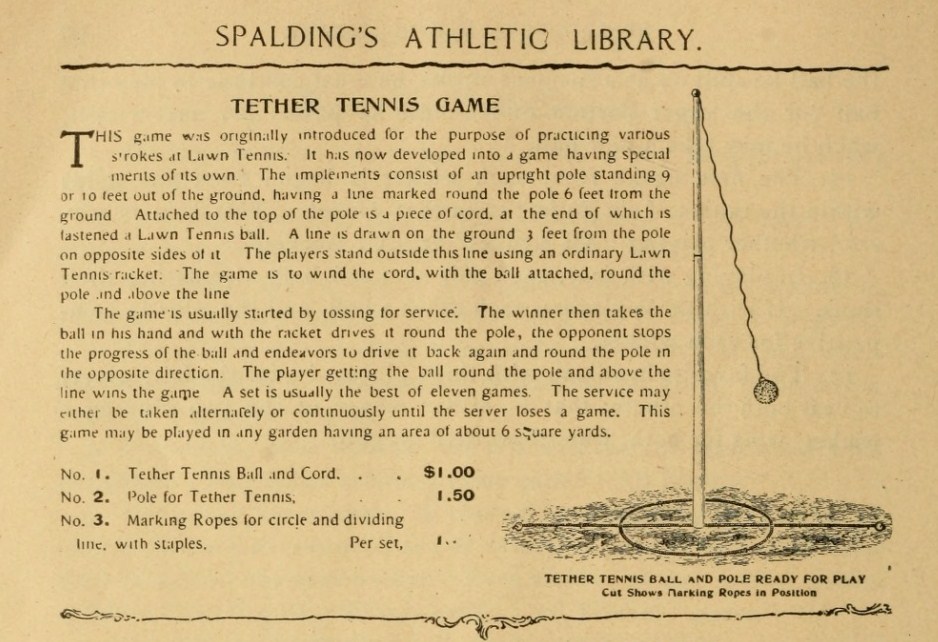 SPALDING'S ATHLETIC LIBRARY.
TETHER TENNIS GAME
THIS game was originally introduced for the purpose of practicing various
strokes at Lawn Tennis. It has now developed into a game having special
merits of its own. The implements consist of an upright pole standing 9
or 10 feet out of the ground, having a line marked round the pole 6 feet from the
ground Attached to the top of the pole is a piece of cord, at the end of which is
fastened a Lawn Tennis ball. A line is drawn on the ground 3 feet from the pole
on opposite sides of it The players stand outside this line using an ordinary Lawn
Tennis racket. The game is to wind the cord, with the ball attached, round the
pole and above the line
The game is usually started by tossing for service. The winner then takes the
ball in his hand and with the racket drives it round the pole, the opponent stops
the progress of the ball and endeavors to drive it back again and round the pole in
the opposite direction. The player getting the ball round the pole and above the
line wins the game A set is usually the best of eleven games. The service may
either be taken alternately or continuously until the server loses a game. This
game may be played in any garden having an area of about 6 square yards.
No. 1. Tether Tennis Ball and Cord. . . $1.00
No. 2. Pole for Tether Tennis, . 1.50
No. 3. Marking Ropes for circle and dividing
line, with staples. Per set,
TETHER TENNIS BALL AND POLE READY FOR PLAY
Cut Shows Marking Ropes in Position